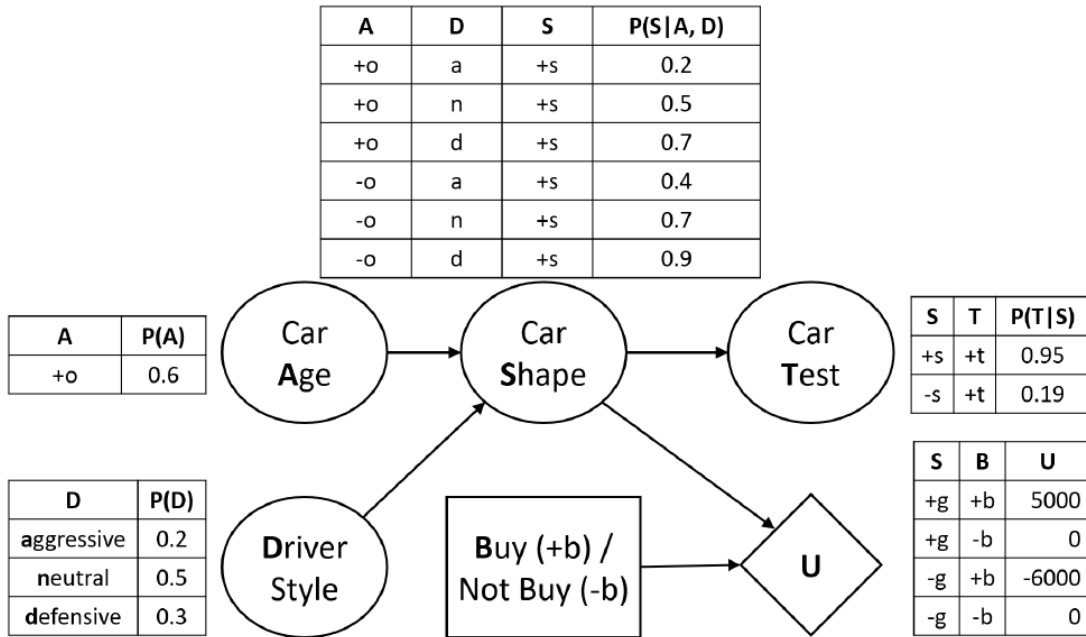 A D S P(S|A, D)
+o a +s 0.2
+o n +s 0.5
+o d +s 0.7
-o a +s 0.4
-o n +s 0.7
-o d +s 0.9
A P(A)
+o 0.6
Car
Age
Car
Shape
Car
Test
S T P(T|S)
+s +t 0.95
-s +t 0.19
D P(D)
aggressive 0.2
neutral 0.5
defensive 0.3
Driver
Style
Buy (+b) /
Not Buy (-b)
U
S B U
+g +b 5000
+g -b 0
-g +b -6000
-g -b 0